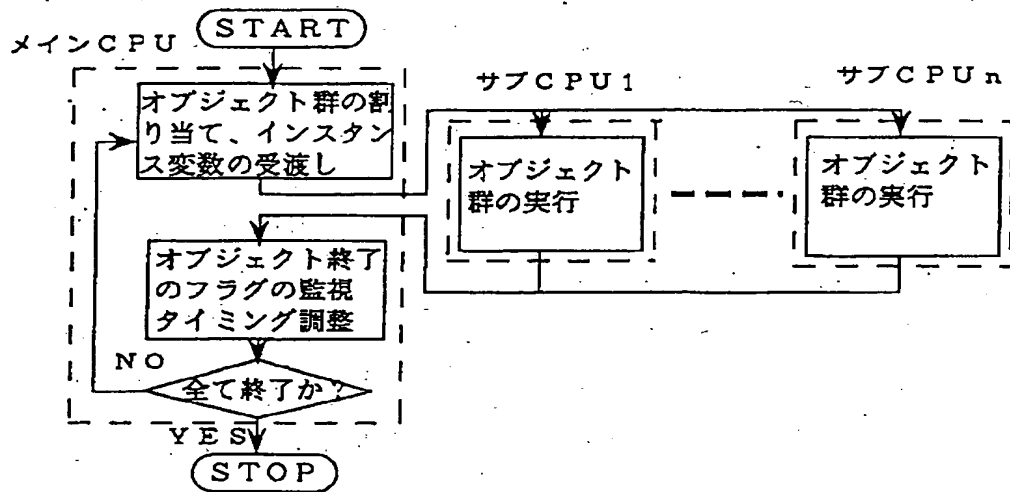 START
メインCPU
オブジェクト群の割
り当て、インスタン
ス変数の受渡し
サブCPU1
サブCPUn
オブジェクト
群の実行
オブジェクト
群の実行
オブジェクト終了
のフラグの監視
タイミング調整
NO
全て終了か?
YES
STOP